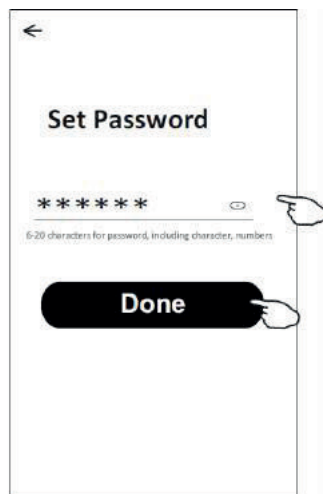 Set Password
******
6-20 characters for password, including character, numbers
Done